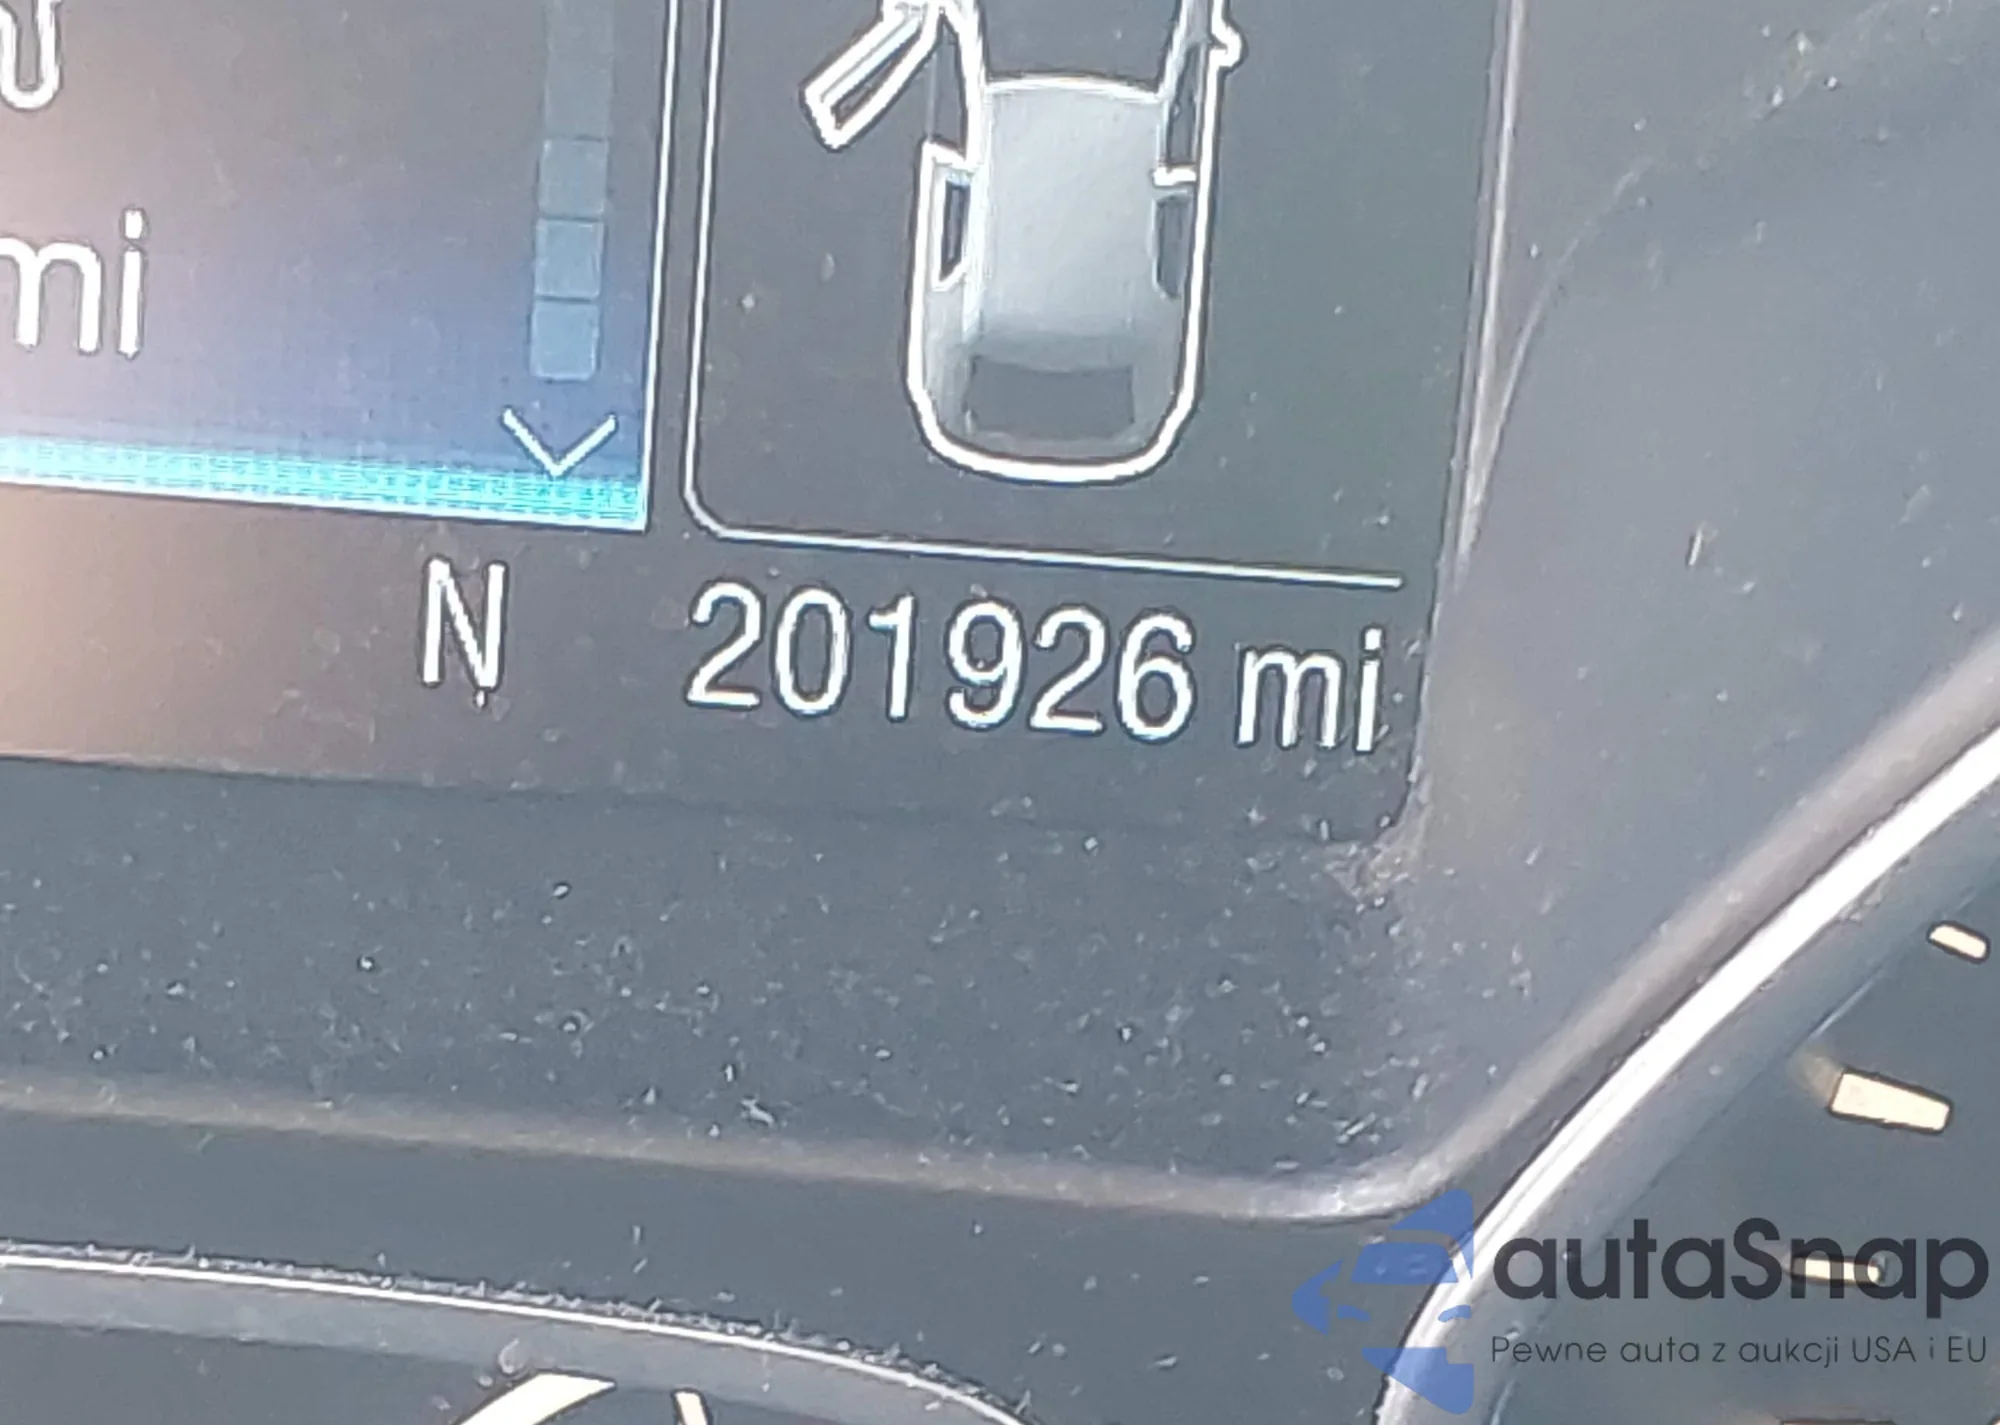 mi
N 201926 mi
autaSnap
Pewne auta z aukcji USA i EU